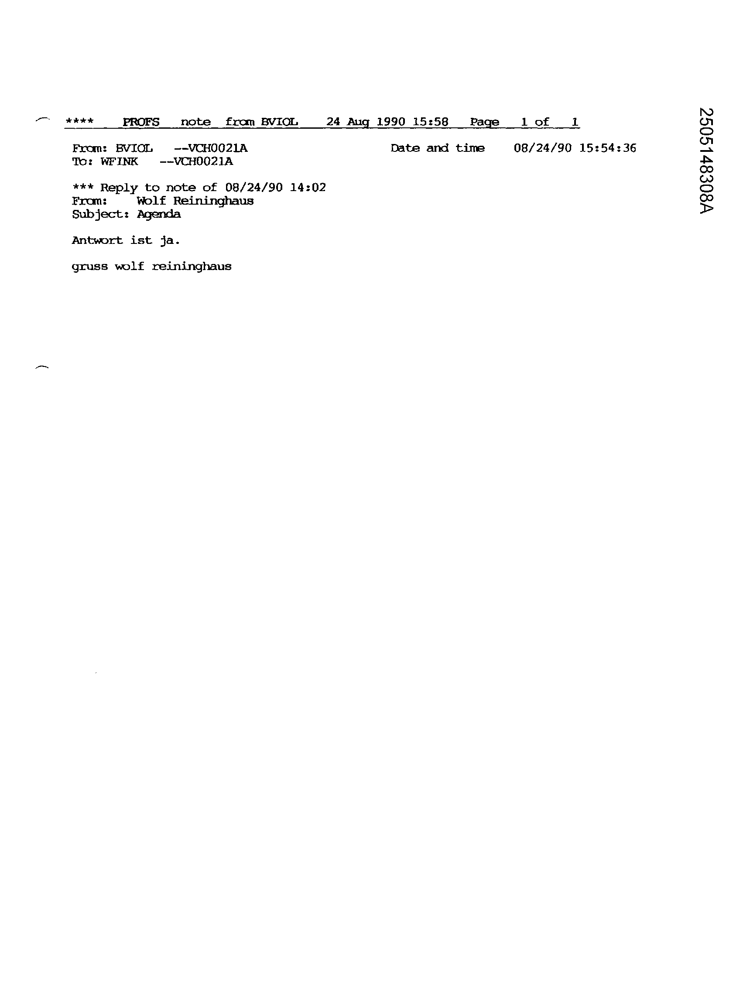 **** PROFS note from BVIOL 24 Aug 1990 15:58 Page 1 of 1
From: BVIOL --VCH0021A Date and time 08/24/90 15:54:36
To: WFINK --VCH0021A
*** Reply to note of 08/24/90 14:02
From: Wolf Reininghaus
Subject: Agenda
Antwort ist ja.
gruss wolf reininghaus
2505148308A